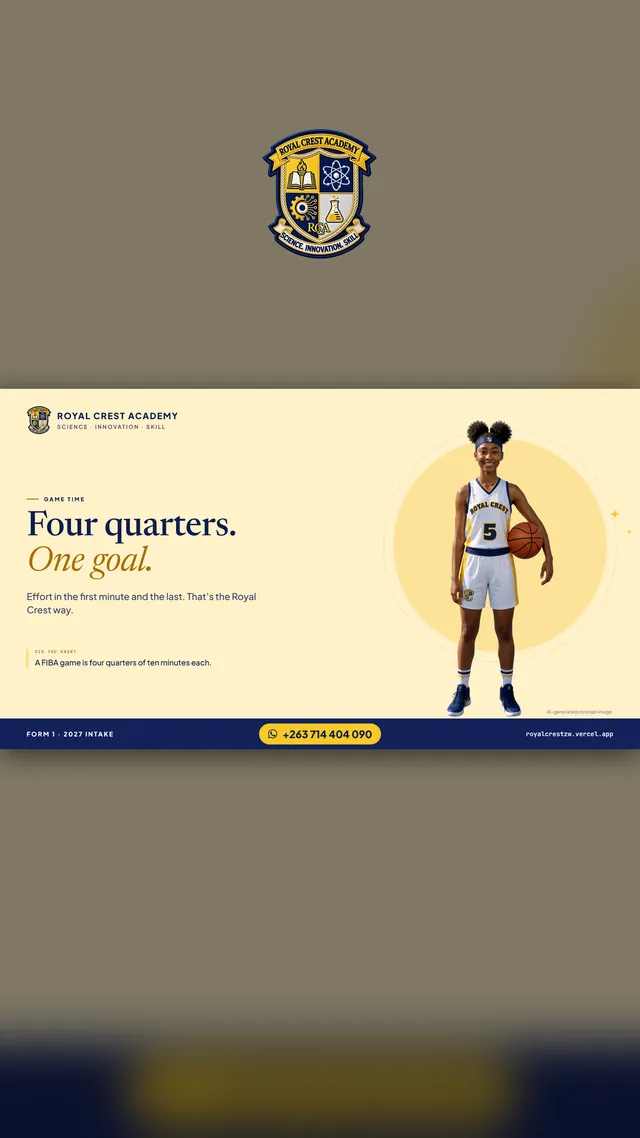 ROYAL CREST ACADEMY
RCA
SCIENCE. INNOVATION. SKILL
ROYAL CREST ACADEMY
SCIENCE · INNOVATION · SKILL
GAME TIME
Four quarters.
One goal.
Effort in the first minute and the last. That's the Royal
Crest way.
DID YOU KNOW?
A FIBA game is four quarters of ten minutes each.
ROYAL CREST
5
AI-generated concept image
FORM 1 · 2027 INTAKE
+263 714 404 090
royalcrestzw.vercel.app